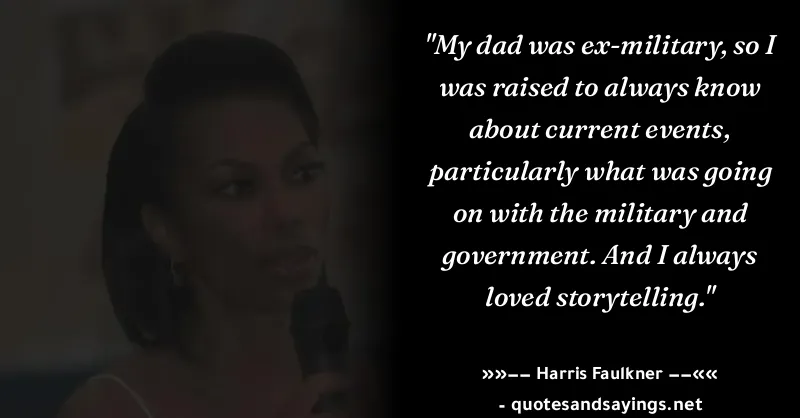 "My dad was ex-military, so I
was raised to always know
about current events,
particularly what was going
on with the military and
government. And I always
loved storytelling."
»»−− Harris Faulkner −−««
- quotesandsayings.net